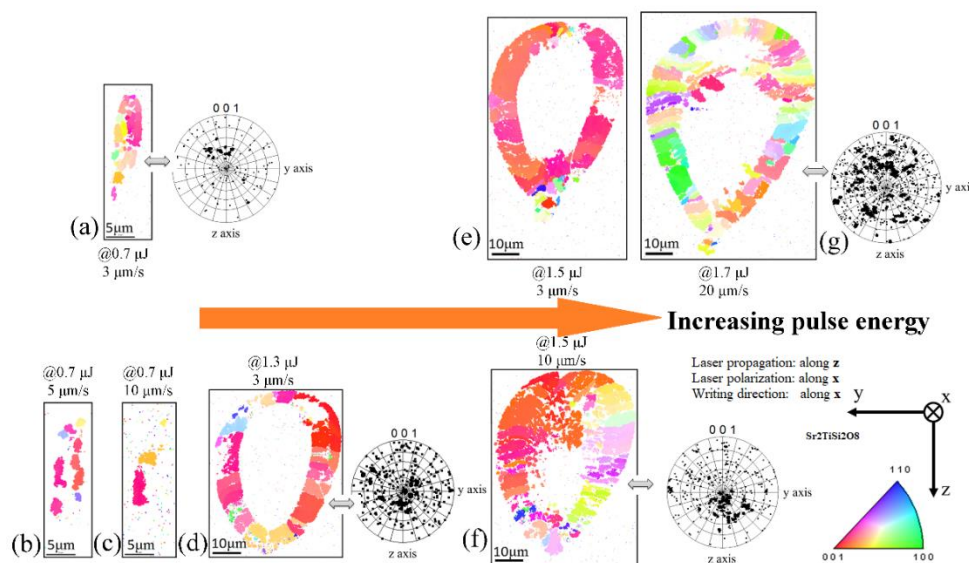 0 0 1
y axis
z axis
(a)
5µm
@0.7 µJ
3 µm/s
(e)
10µm
@1.5 µJ
3 µm/s
10µm
@1.7 µJ
20 µm/s
0 0 1
y axis
(g)
z axis
Increasing pulse energy
@0.7 µJ
5 µm/s
(b)
5µm
@0.7 µJ
10 µm/s
(c)
5µm
@1.3 µJ
3 µm/s
(d)
10µm
0 0 1
y axis
z axis
@1.5 µJ
10 µm/s
(f)
10µm
0 0 1
y axis
z axis
Laser propagation: along z
Laser polarization: along x
Writing direction: along x
y
x
z
Sr2TiSi2O8
1 1 0
0 0 1
1 0 0